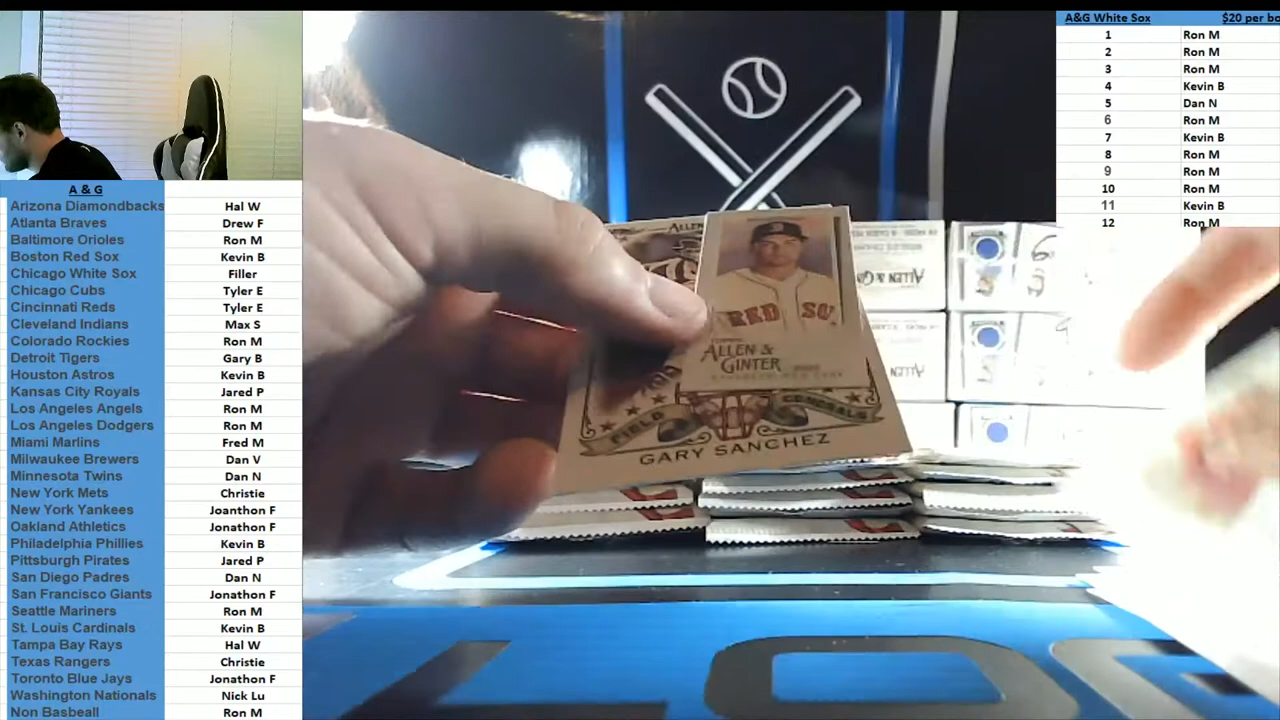 A & G
Arizona Diamondbacks Hal W
Atlanta Braves Drew F
Baltimore Orioles Ron M
Boston Red Sox Kevin B
Chicago White Sox Filler
Chicago Cubs Tyler E
Cincinnati Reds Tyler E
Cleveland Indians Max S
Colorado Rockies Ron M
Detroit Tigers Gary B
Houston Astros Kevin B
Kansas City Royals Jared P
Los Angeles Angels Ron M
Los Angeles Dodgers Ron M
Miami Marlins Fred M
Milwaukee Brewers Dan V
Minnesota Twins Dan N
New York Mets Christie
New York Yankees Joanthon F
Oakland Athletics Jonathon F
Philadelphia Phillies Kevin B
Pittsburgh Pirates Jared P
San Diego Padres Dan N
San Francisco Giants Jonathon F
Seattle Mariners Ron M
St. Louis Cardinals Kevin B
Tampa Bay Rays Hal W
Texas Rangers Christie
Toronto Blue Jays Jonathon F
Washington Nationals Nick Lu
Non Basbeall Ron M
RED SO
ALLEN &
GINTER
FIELD GENERALS
GARY SANCHEZ
ALLEN & GINTER
A&G White Sox $20 per bo
1 Ron M
2 Ron M
3 Ron M
4 Kevin B
5 Dan N
6 Ron M
7 Kevin B
8 Ron M
9 Ron M
10 Ron M
11 Kevin B
12 Ron M